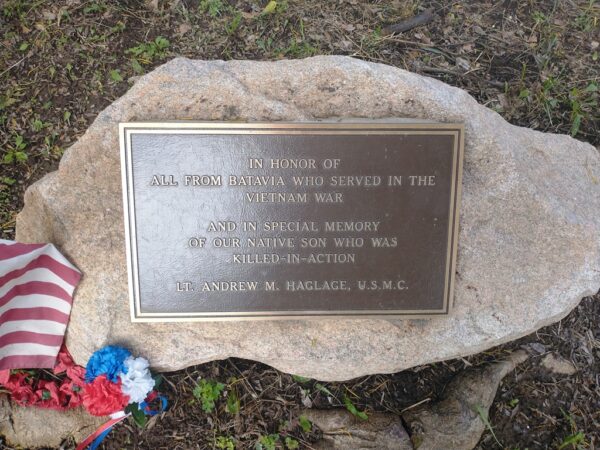 IN HONOR OF
ALL FROM BATAVIA WHO SERVED IN THE
VIETNAM WAR
AND IN SPECIAL MEMORY
OF OUR NATIVE SON WHO WAS
KILLED-IN-ACTION
LT. ANDREW M. HAGLAGE, U.S.M.C.